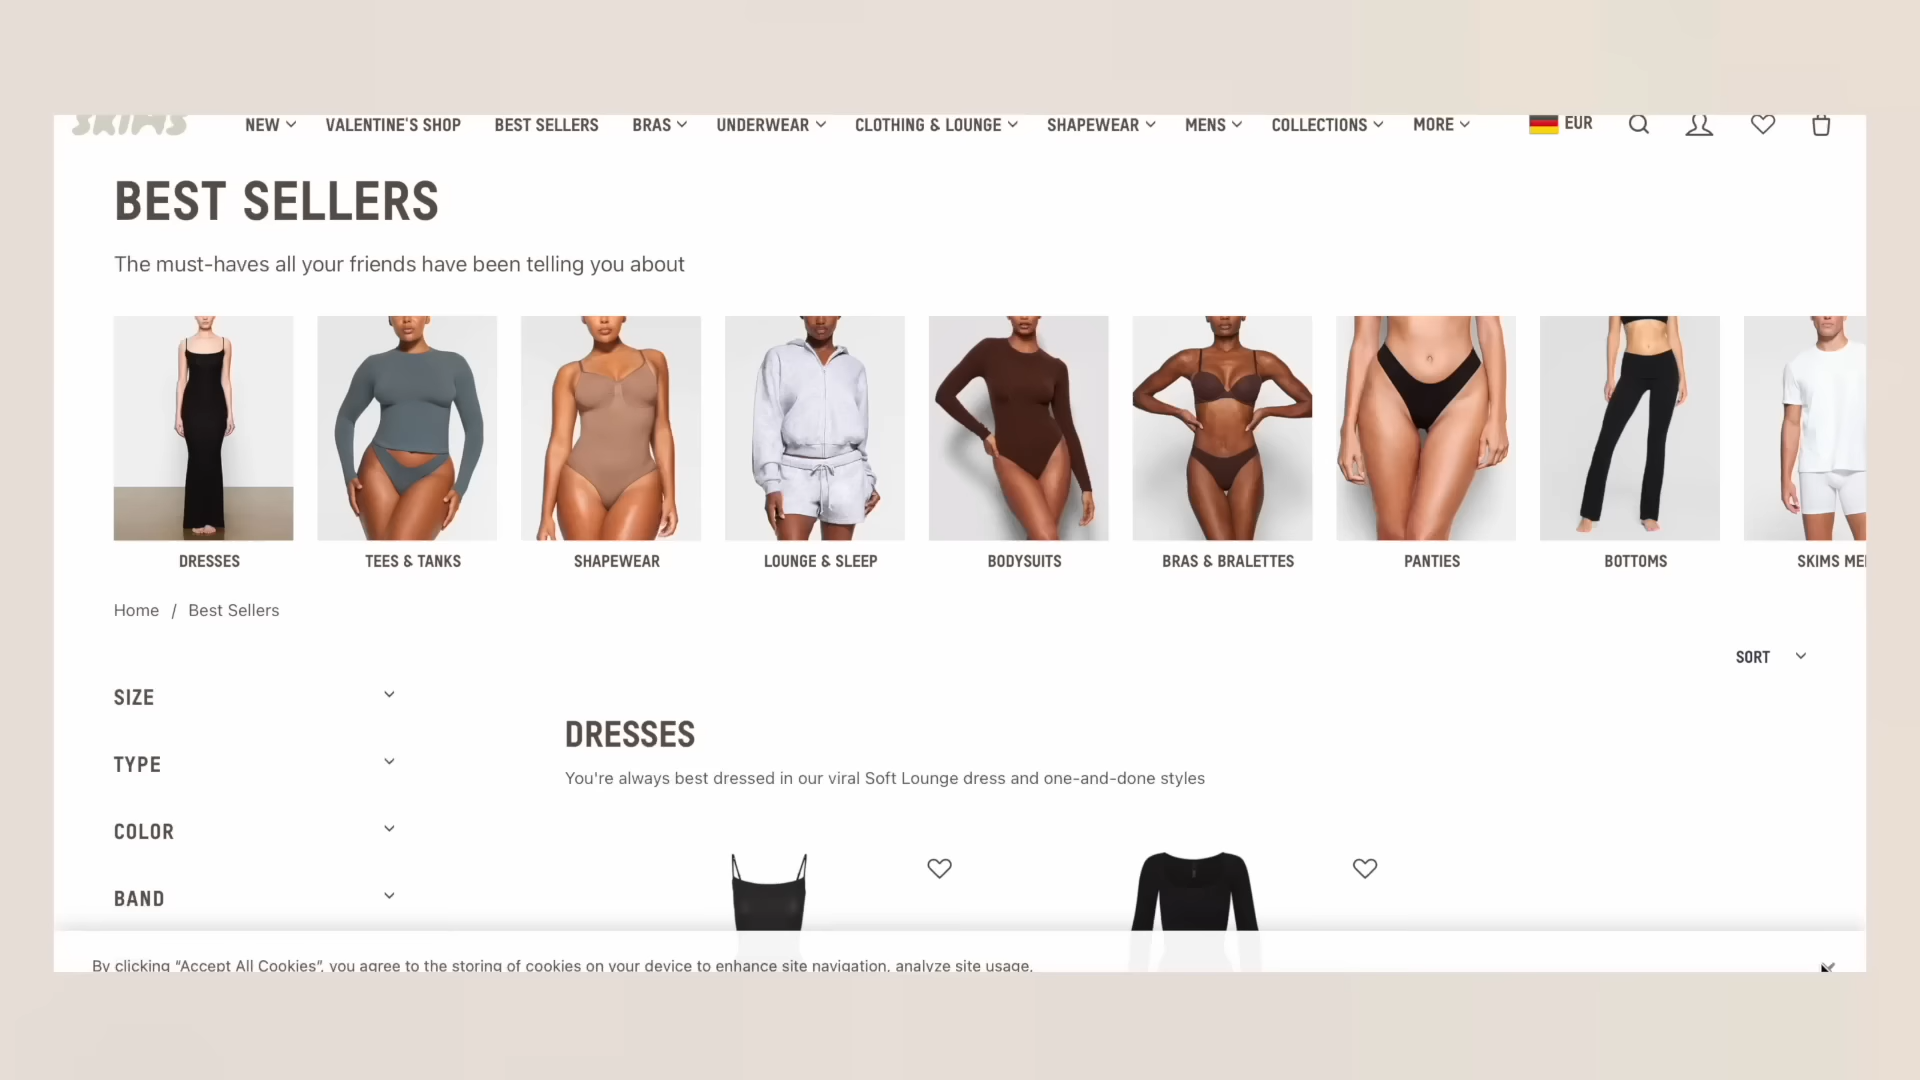 SKIMS
NEW VALENTINE'S SHOP BEST SELLERS BRAS UNDERWEAR CLOTHING & LOUNGE SHAPEWEAR MENS COLLECTIONS MORE EUR
BEST SELLERS
The must-haves all your friends have been telling you about
DRESSES TEES & TANKS SHAPEWEAR LOUNGE & SLEEP BODYSUITS BRAS & BRALETTES PANTIES BOTTOMS SKIMS
Home / Best Sellers
SORT
SIZE
TYPE
COLOR
BAND
DRESSES
You're always best dressed in our viral Soft Lounge dress and one-and-done styles
By clicking “Accept All Cookies”, you agree to the storing of cookies on your device to enhance site navigation, analyze site usage,